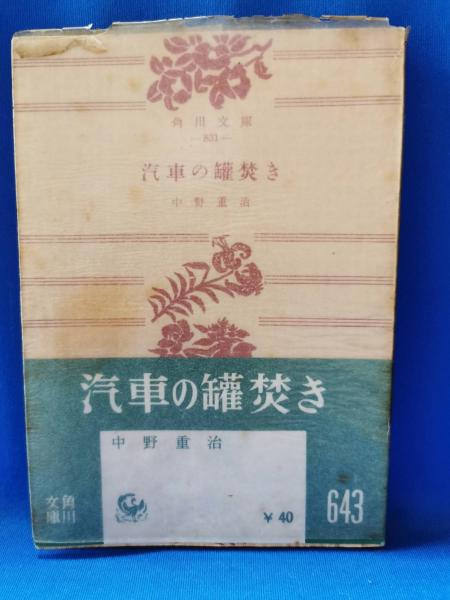 角川文庫
—831—
汽車の罐焚き
中野重治
汽車の罐焚き
中野重治
¥40
角川
文庫
643